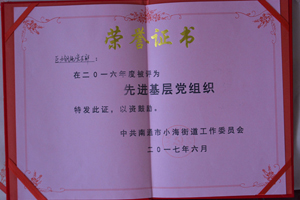 荣誉证书
在二〇一六年度被评为
先进基层党组织
特发此证，以资鼓励。
中共南通市小海街道工作委员会
二〇一七年六月